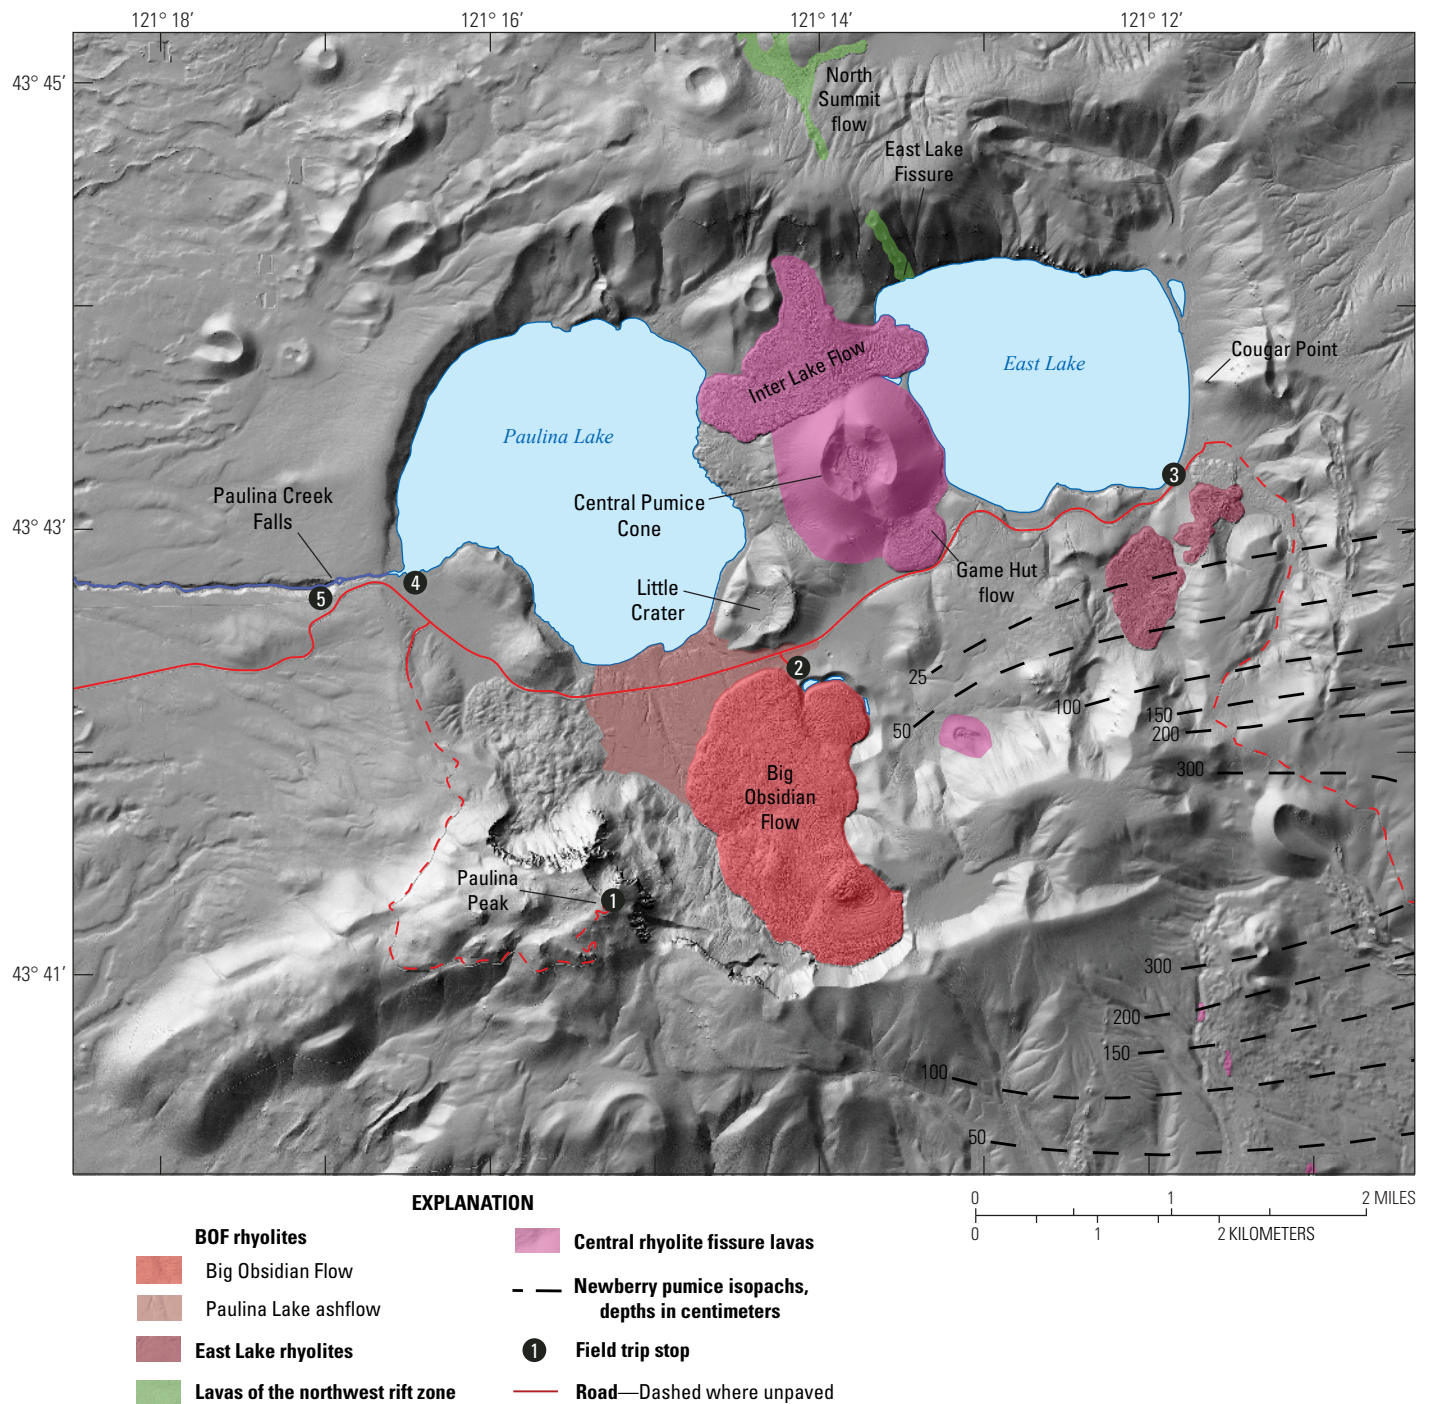 121° 18′
121° 16′
121° 14′
121° 12′
43° 45′
43° 43′
43° 41′
North
Summit
flow
East Lake
Fissure
Cougar Point
East Lake
Inter Lake Flow
Paulina Lake
Paulina Creek
Falls
Central Pumice
Cone
3
Game Hut
flow
Little
Crater
4
5
2
25
50
100
150
200
300
Big
Obsidian
Flow
Paulina
Peak
1
300
200
150
100
50
EXPLANATION
BOF rhyolites
Big Obsidian Flow
Paulina Lake ashflow
East Lake rhyolites
Lavas of the northwest rift zone
Central rhyolite fissure lavas
Newberry pumice isopachs,
depths in centimeters
1 Field trip stop
Road—Dashed where unpaved
0 1 2 MILES
0 1 2 KILOMETERS